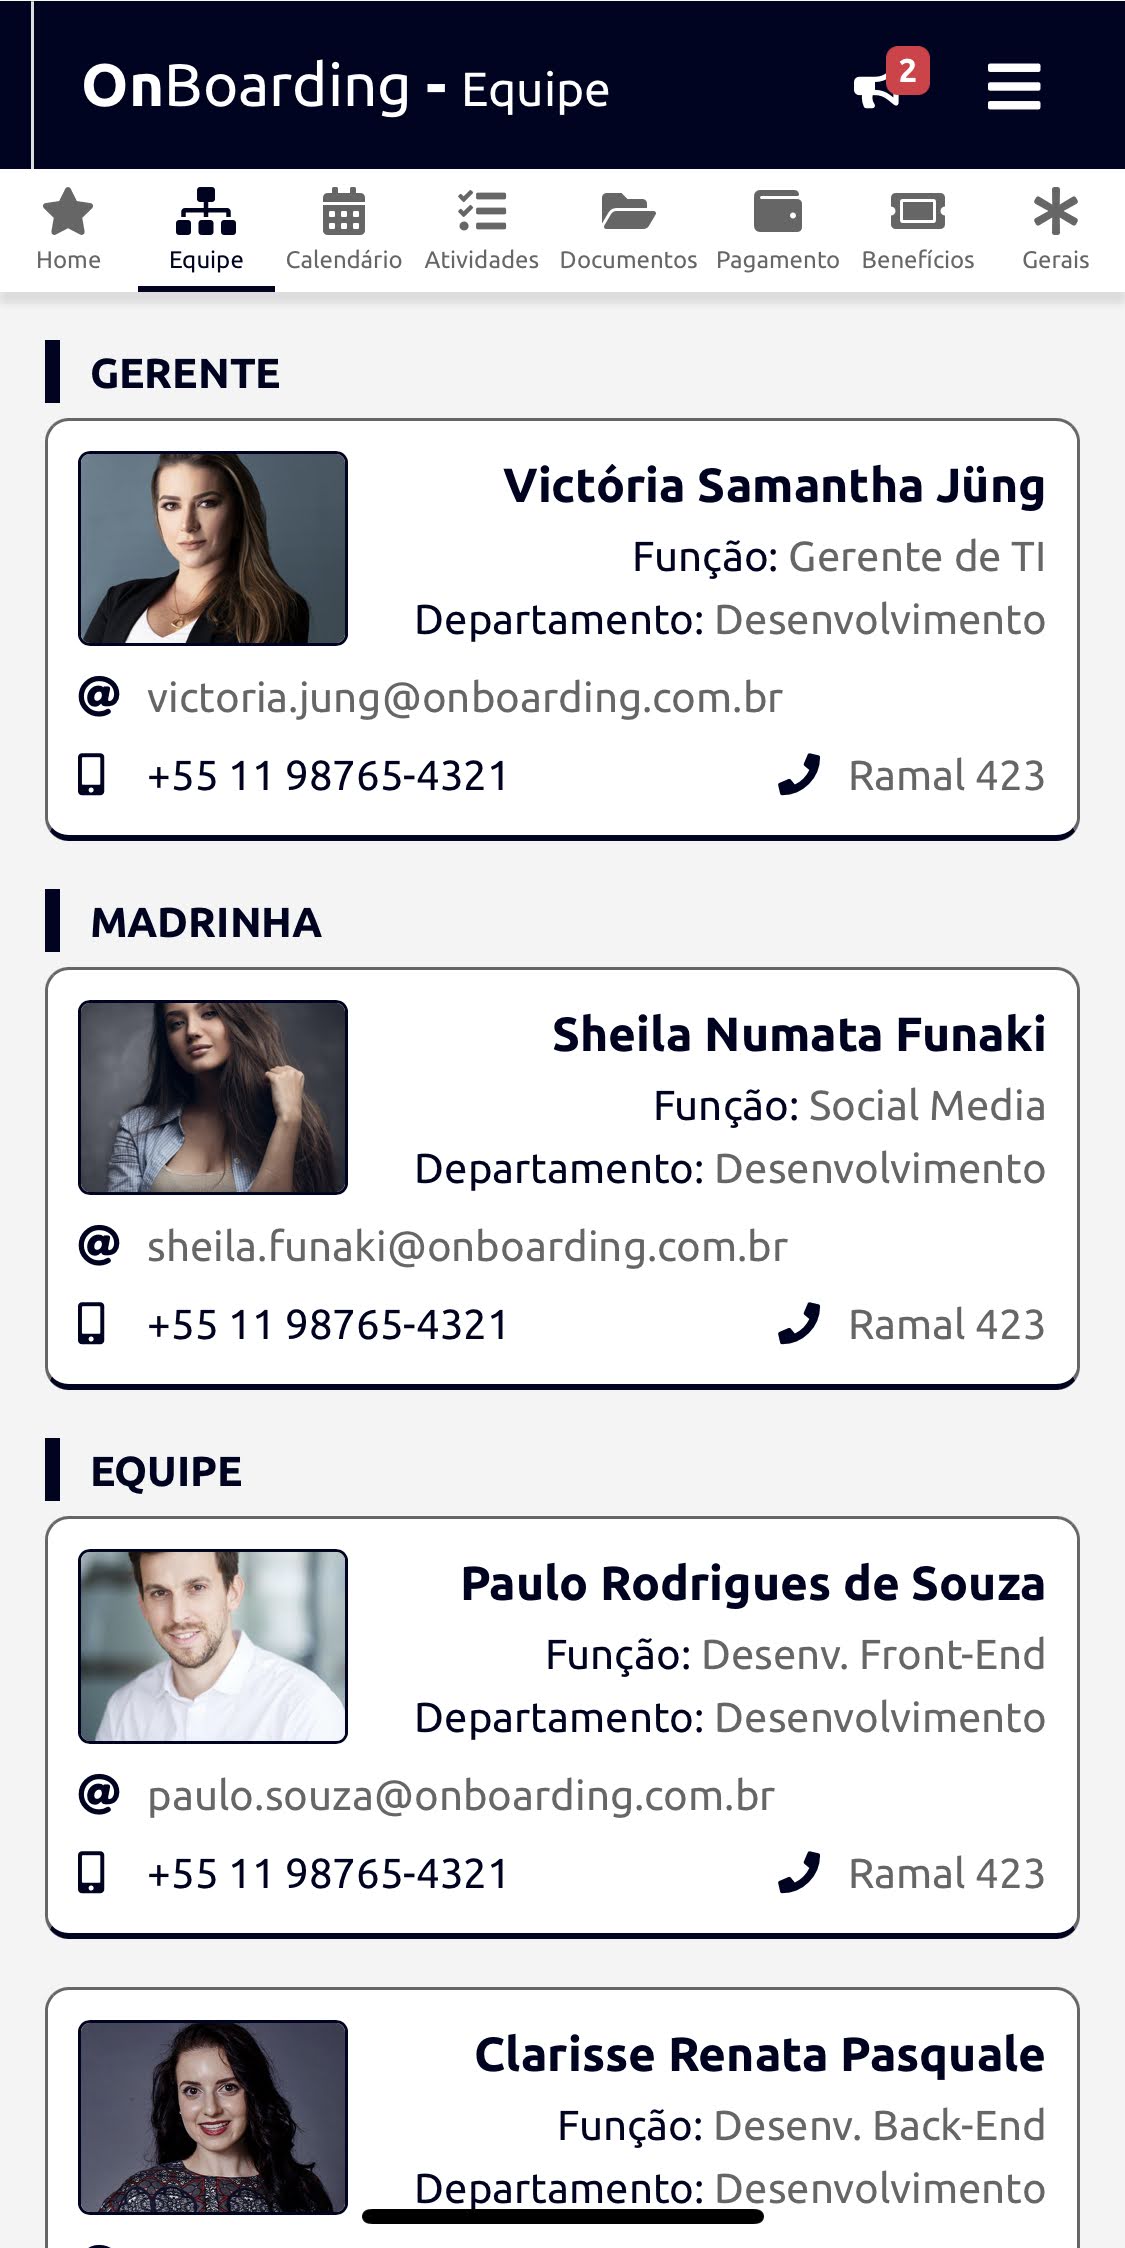 OnBoarding - Equipe
2
Home Equipe Calendário Atividades Documentos Pagamento Benefícios Gerais
GERENTE
Victória Samantha Jüng
Função: Gerente de TI
Departamento: Desenvolvimento
@ victoria.jung@onboarding.com.br
+55 11 98765-4321 Ramal 423
MADRINHA
Sheila Numata Funaki
Função: Social Media
Departamento: Desenvolvimento
@ sheila.funaki@onboarding.com.br
+55 11 98765-4321 Ramal 423
EQUIPE
Paulo Rodrigues de Souza
Função: Desenv. Front-End
Departamento: Desenvolvimento
@ paulo.souza@onboarding.com.br
+55 11 98765-4321 Ramal 423
Clarisse Renata Pasquale
Função: Desenv. Back-End
Departamento: Desenvolvimento